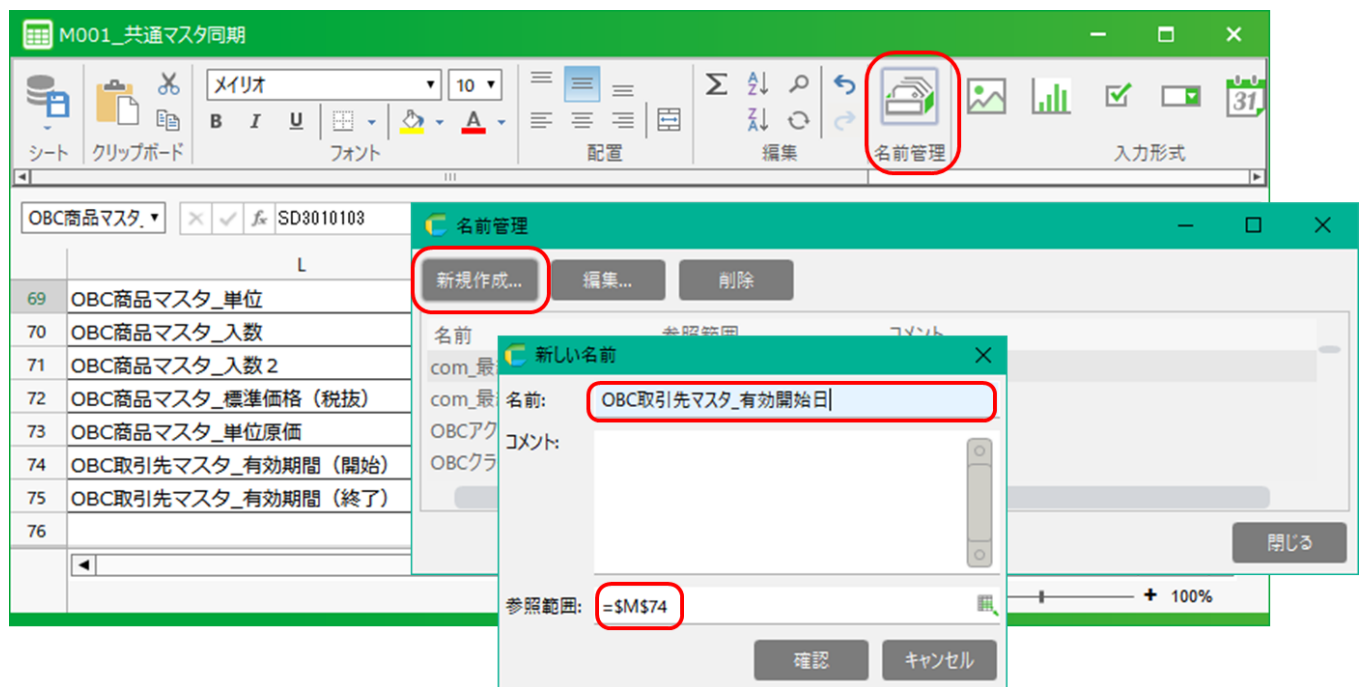 M001_共通マスタ同期
メイリオ
10
B I U
A
31
シート
クリップボード
フォント
配置
編集
名前管理
入力形式
OBC商品マスタ_
fx
SD3010103
L
69 OBC商品マスタ_単位
70 OBC商品マスタ_入数
71 OBC商品マスタ_入数２
72 OBC商品マスタ_標準価格（税抜）
73 OBC商品マスタ_単位原価
74 OBC取引先マスタ_有効期間（開始）
75 OBC取引先マスタ_有効期間（終了）
76
名前管理
新規作成... 編集... 削除
名前 参照範囲 コメント
com_最
com_最
OBCアク
OBCクラ
閉じる
新しい名前
名前: OBC取引先マスタ_有効開始日
コメント:
参照範囲: =$M$74
確認 キャンセル
100%